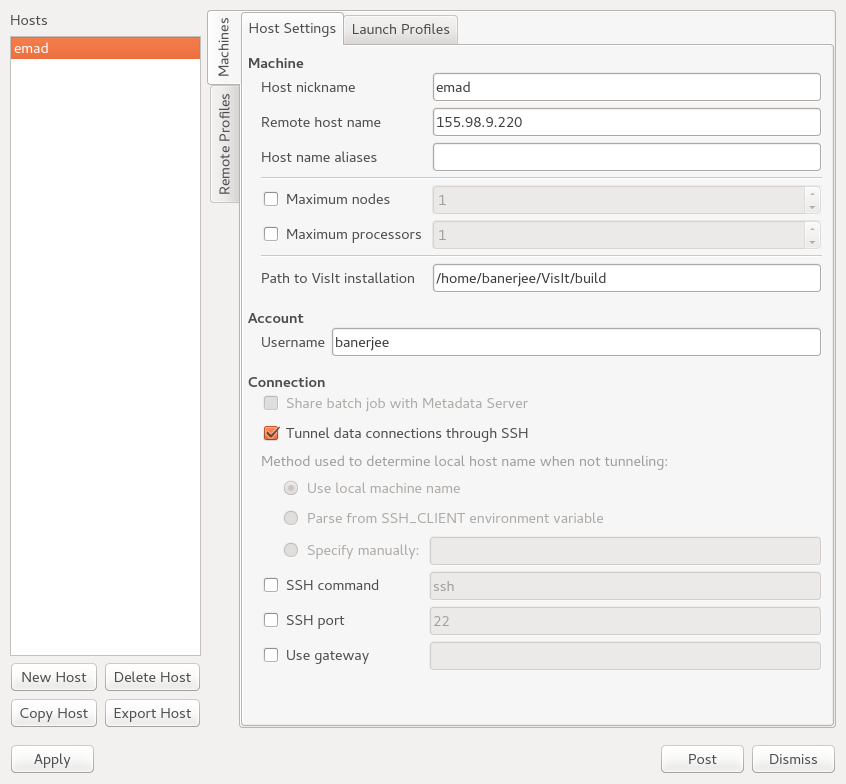 Hosts
emad
New Host
Delete Host
Copy Host
Export Host
Machines
Remote Profiles
Host Settings
Launch Profiles
Machine
Host nickname
emad
Remote host name
155.98.9.220
Host name aliases
Maximum nodes
1
Maximum processors
1
Path to VisIt installation
/home/banerjee/VisIt/build
Account
Username
banerjee
Connection
Share batch job with Metadata Server
Tunnel data connections through SSH
Method used to determine local host name when not tunneling:
Use local machine name
Parse from SSH_CLIENT environment variable
Specify manually:
SSH command
ssh
SSH port
22
Use gateway
Apply
Post
Dismiss